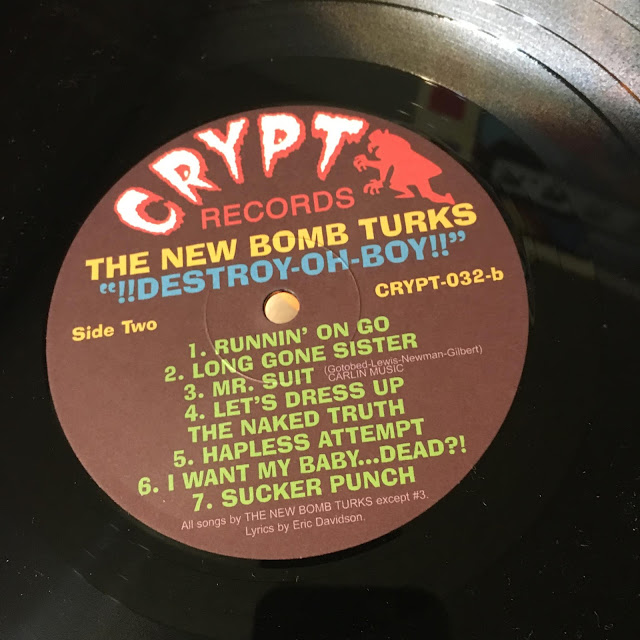 CRYPT
RECORDS
THE NEW BOMB TURKS
"!!DESTROY-OH-BOY!!"
CRYPT-032-b
Side Two
1. RUNNIN' ON GO
2. LONG GONE SISTER
3. MR. SUIT (Gotobed-Lewis-Newman-Gilbert)
CARLIN MUSIC
4. LET'S DRESS UP
THE NAKED TRUTH
5. HAPLESS ATTEMPT
6. I WANT MY BABY...DEAD?!
7. SUCKER PUNCH
All songs by THE NEW BOMB TURKS except #3.
Lyrics by Eric Davidson.